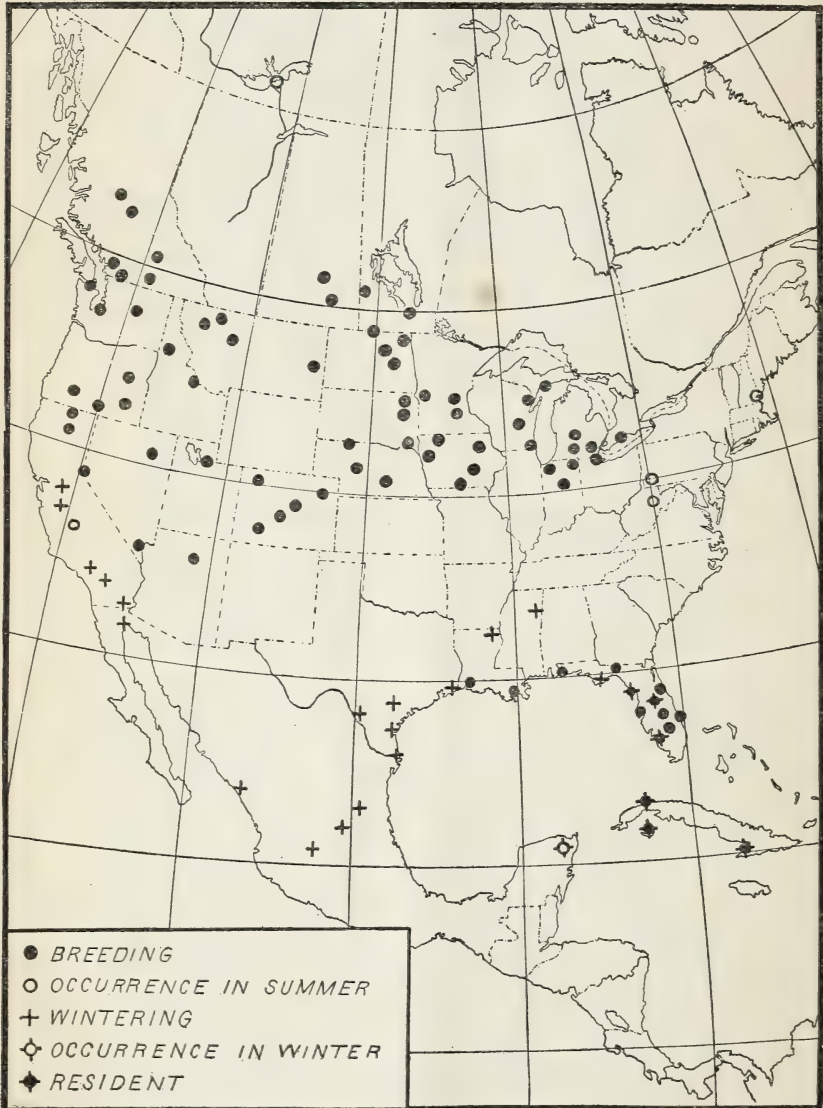 BREEDING
OCCURRENCE IN SUMMER
WINTERING
OCCURRENCE IN WINTER
RESIDENT